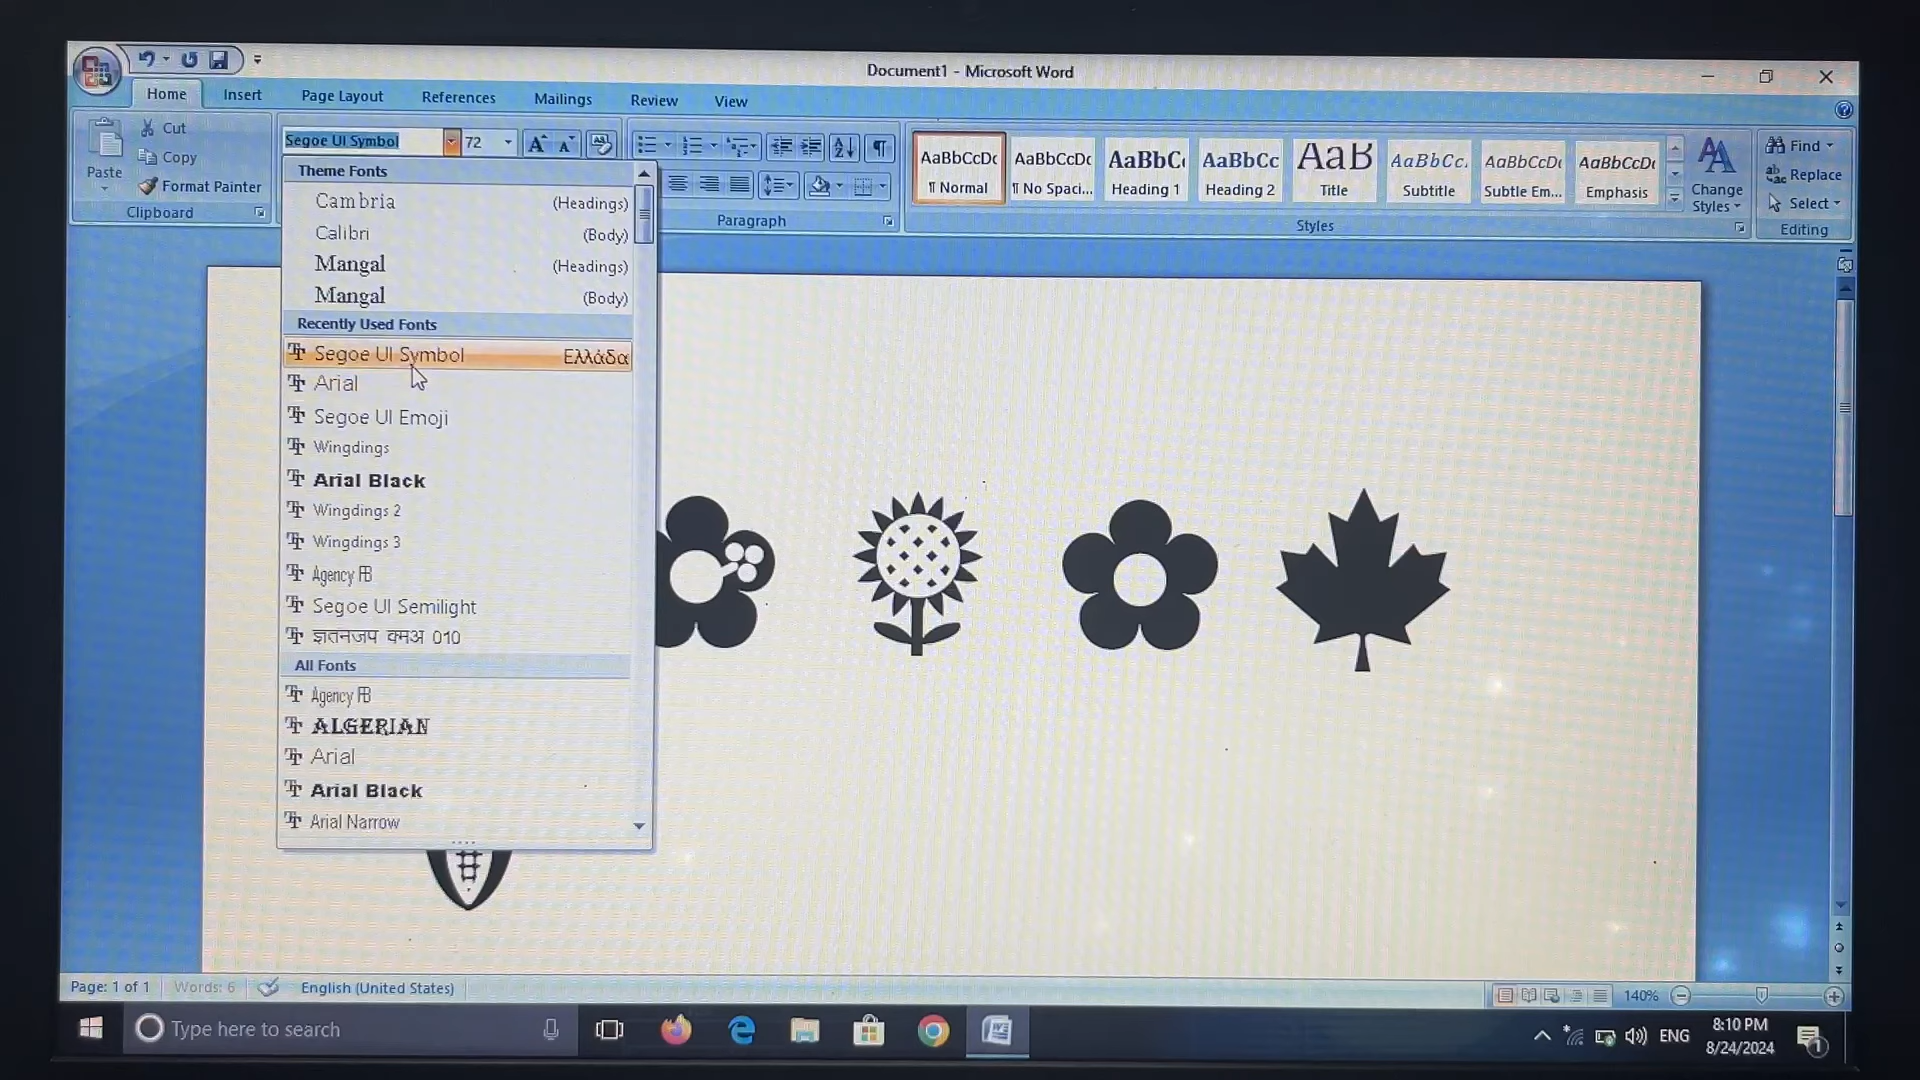 Document1 - Microsoft Word
Home Insert Page Layout References Mailings Review View
Cut
Copy
Format Painter
Paste
Clipboard
Segoe UI Symbol 72
Paragraph
AaBbCcDc AaBbCcDc AaBbC AaBbCc AaB AaBbCc. AaBbCcDc AaBbCcDc
¶ Normal ¶ No Spaci... Heading 1 Heading 2 Title Subtitle Subtle Em... Emphasis
Change Styles
Styles
Find
Replace
Select
Editing
Theme Fonts
Cambria (Headings)
Calibri (Body)
Mangal (Headings)
Mangal (Body)
Recently Used Fonts
Segoe UI Symbol Ελλάδα
Arial
Segoe UI Emoji
Wingdings
Arial Black
Wingdings 2
Wingdings 3
Agency FB
Segoe UI Semilight
ज्ञतनजप क्मअ 010
All Fonts
Agency FB
ALGERIAN
Arial
Arial Black
Arial Narrow
Page: 1 of 1 Words: 6 English (United States) 140%
Type here to search
ENG
8:10 PM
8/24/2024
1